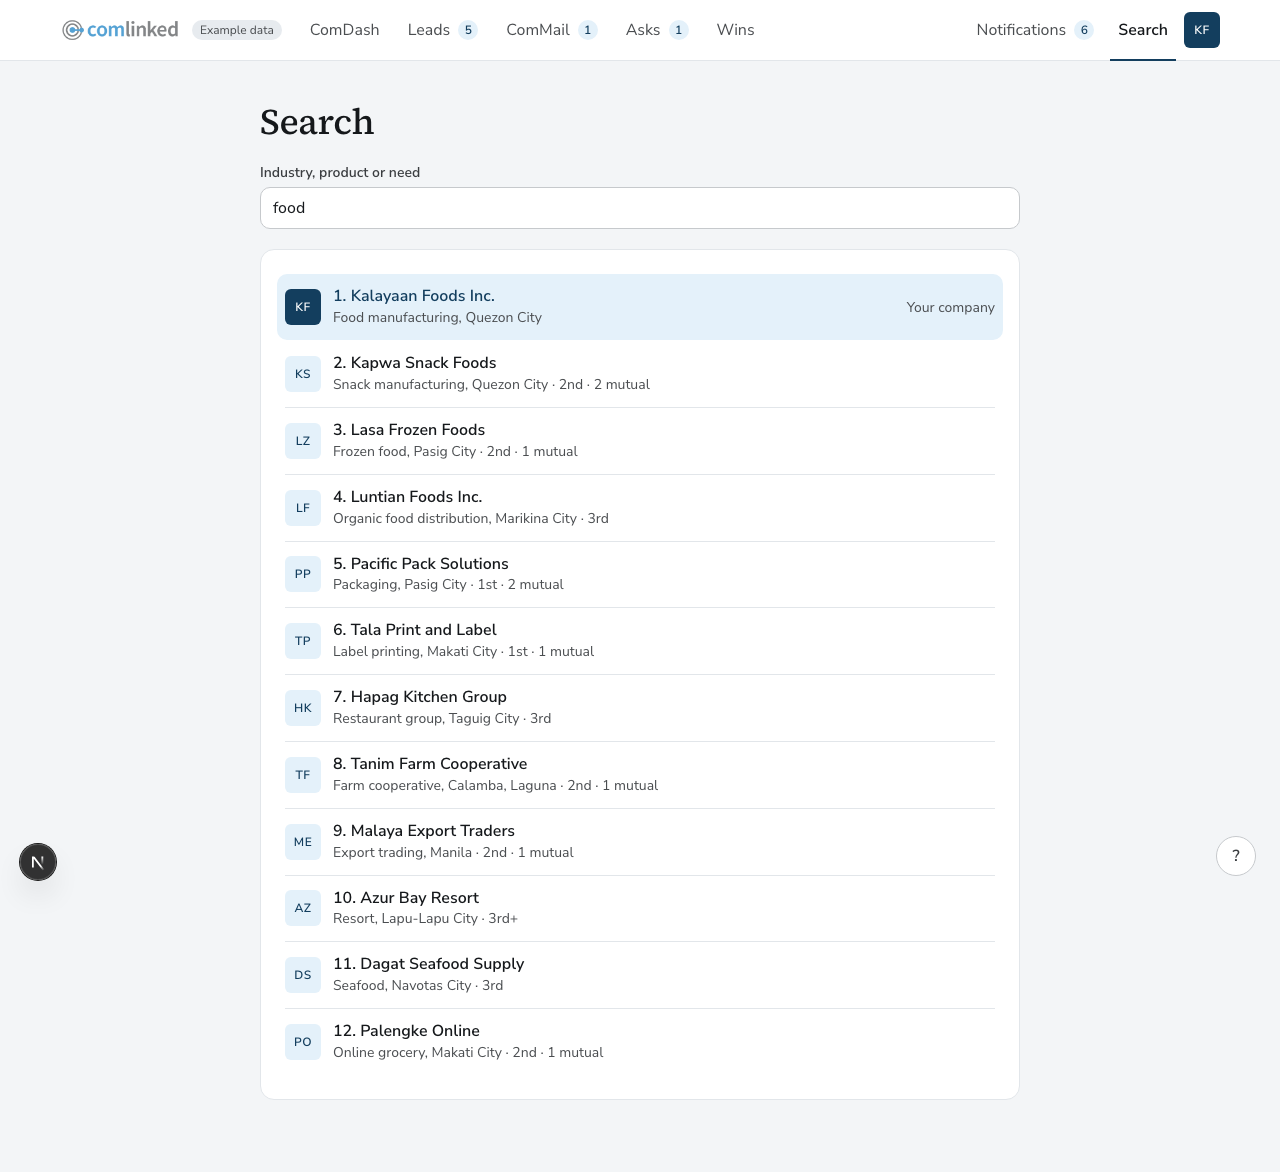 comlinked
Example data
ComDash
Leads 5
ComMail 1
Asks 1
Wins
Notifications 6
Search
KF
Search
Industry, product or need
food
KF
1. Kalayaan Foods Inc.
Food manufacturing, Quezon City
Your company
KS
2. Kapwa Snack Foods
Snack manufacturing, Quezon City · 2nd · 2 mutual
LZ
3. Lasa Frozen Foods
Frozen food, Pasig City · 2nd · 1 mutual
LF
4. Luntian Foods Inc.
Organic food distribution, Marikina City · 3rd
PP
5. Pacific Pack Solutions
Packaging, Pasig City · 1st · 2 mutual
TP
6. Tala Print and Label
Label printing, Makati City · 1st · 1 mutual
HK
7. Hapag Kitchen Group
Restaurant group, Taguig City · 3rd
TF
8. Tanim Farm Cooperative
Farm cooperative, Calamba, Laguna · 2nd · 1 mutual
ME
9. Malaya Export Traders
Export trading, Manila · 2nd · 1 mutual
AZ
10. Azur Bay Resort
Resort, Lapu-Lapu City · 3rd+
DS
11. Dagat Seafood Supply
Seafood, Navotas City · 3rd
PO
12. Palengke Online
Online grocery, Makati City · 2nd · 1 mutual
N
?